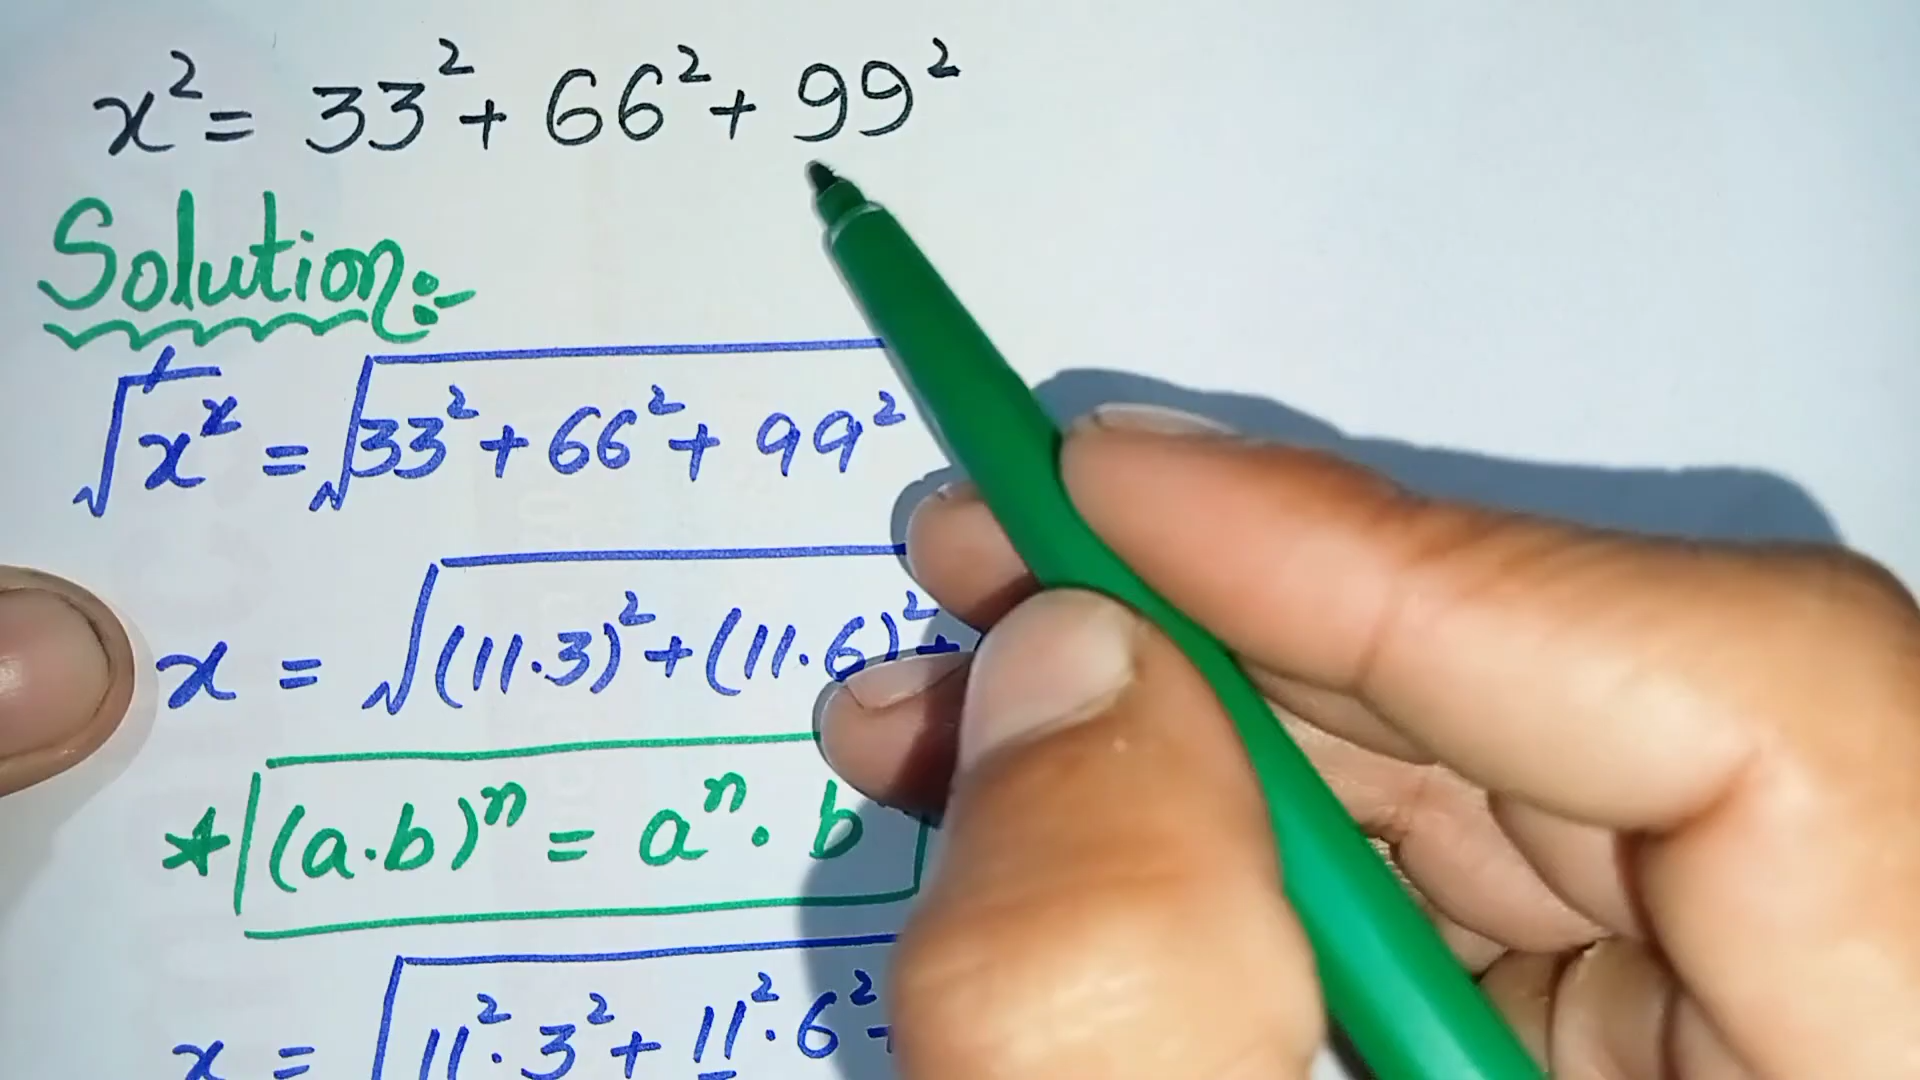 x² = 33² + 66² + 99²
Solution:-
√x² = √33² + 66² + 99²
x = √(11.3)² + (11.6)² +
* (a.b)ⁿ = aⁿ . b
x = √11².3² + 11².6² +